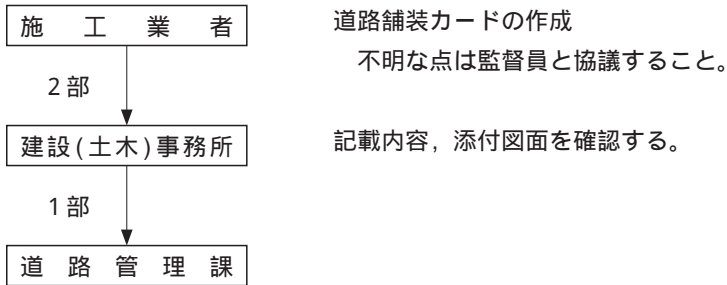 施工業者 道路舗装カードの作成
不明な点は監督員と協議すること。
2部
建設(土木)事務所 記載内容，添付図面を確認する。
1部
道路管理課